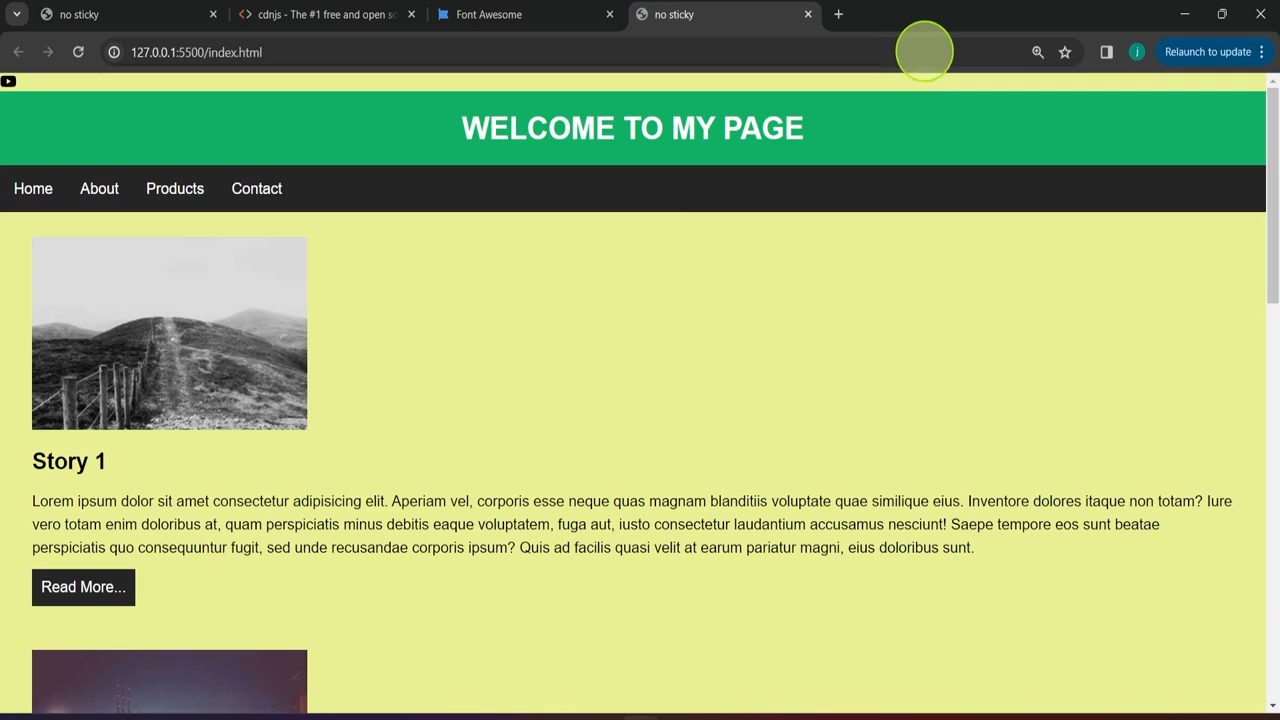 no sticky
cdnjs - The #1 free and open so
Font Awesome
no sticky
127.0.0.1:5500/index.html
j
Relaunch to update
WELCOME TO MY PAGE
Home About Products Contact
Story 1
Lorem ipsum dolor sit amet consectetur adipisicing elit. Aperiam vel, corporis esse neque quas magnam blanditiis voluptate quae similique eius. Inventore dolores itaque non totam? Iure
vero totam enim doloribus at, quam perspiciatis minus debitis eaque voluptatem, fuga aut, iusto consectetur laudantium accusamus nesciunt! Saepe tempore eos sunt beatae
perspiciatis quo consequuntur fugit, sed unde recusandae corporis ipsum? Quis ad facilis quasi velit at earum pariatur magni, eius doloribus sunt.
Read More...